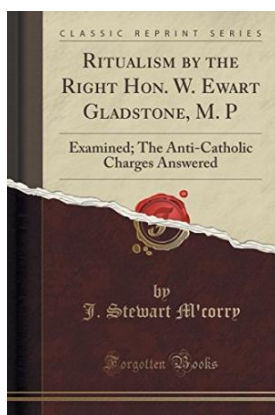 CLASSIC REPRINT SERIES
RITUALISM BY THE
RIGHT HON. W. EWART
GLADSTONE, M. P
Examined; The Anti-Catholic
Charges Answered
by
J. Stewart M'corry
Forgotten Books